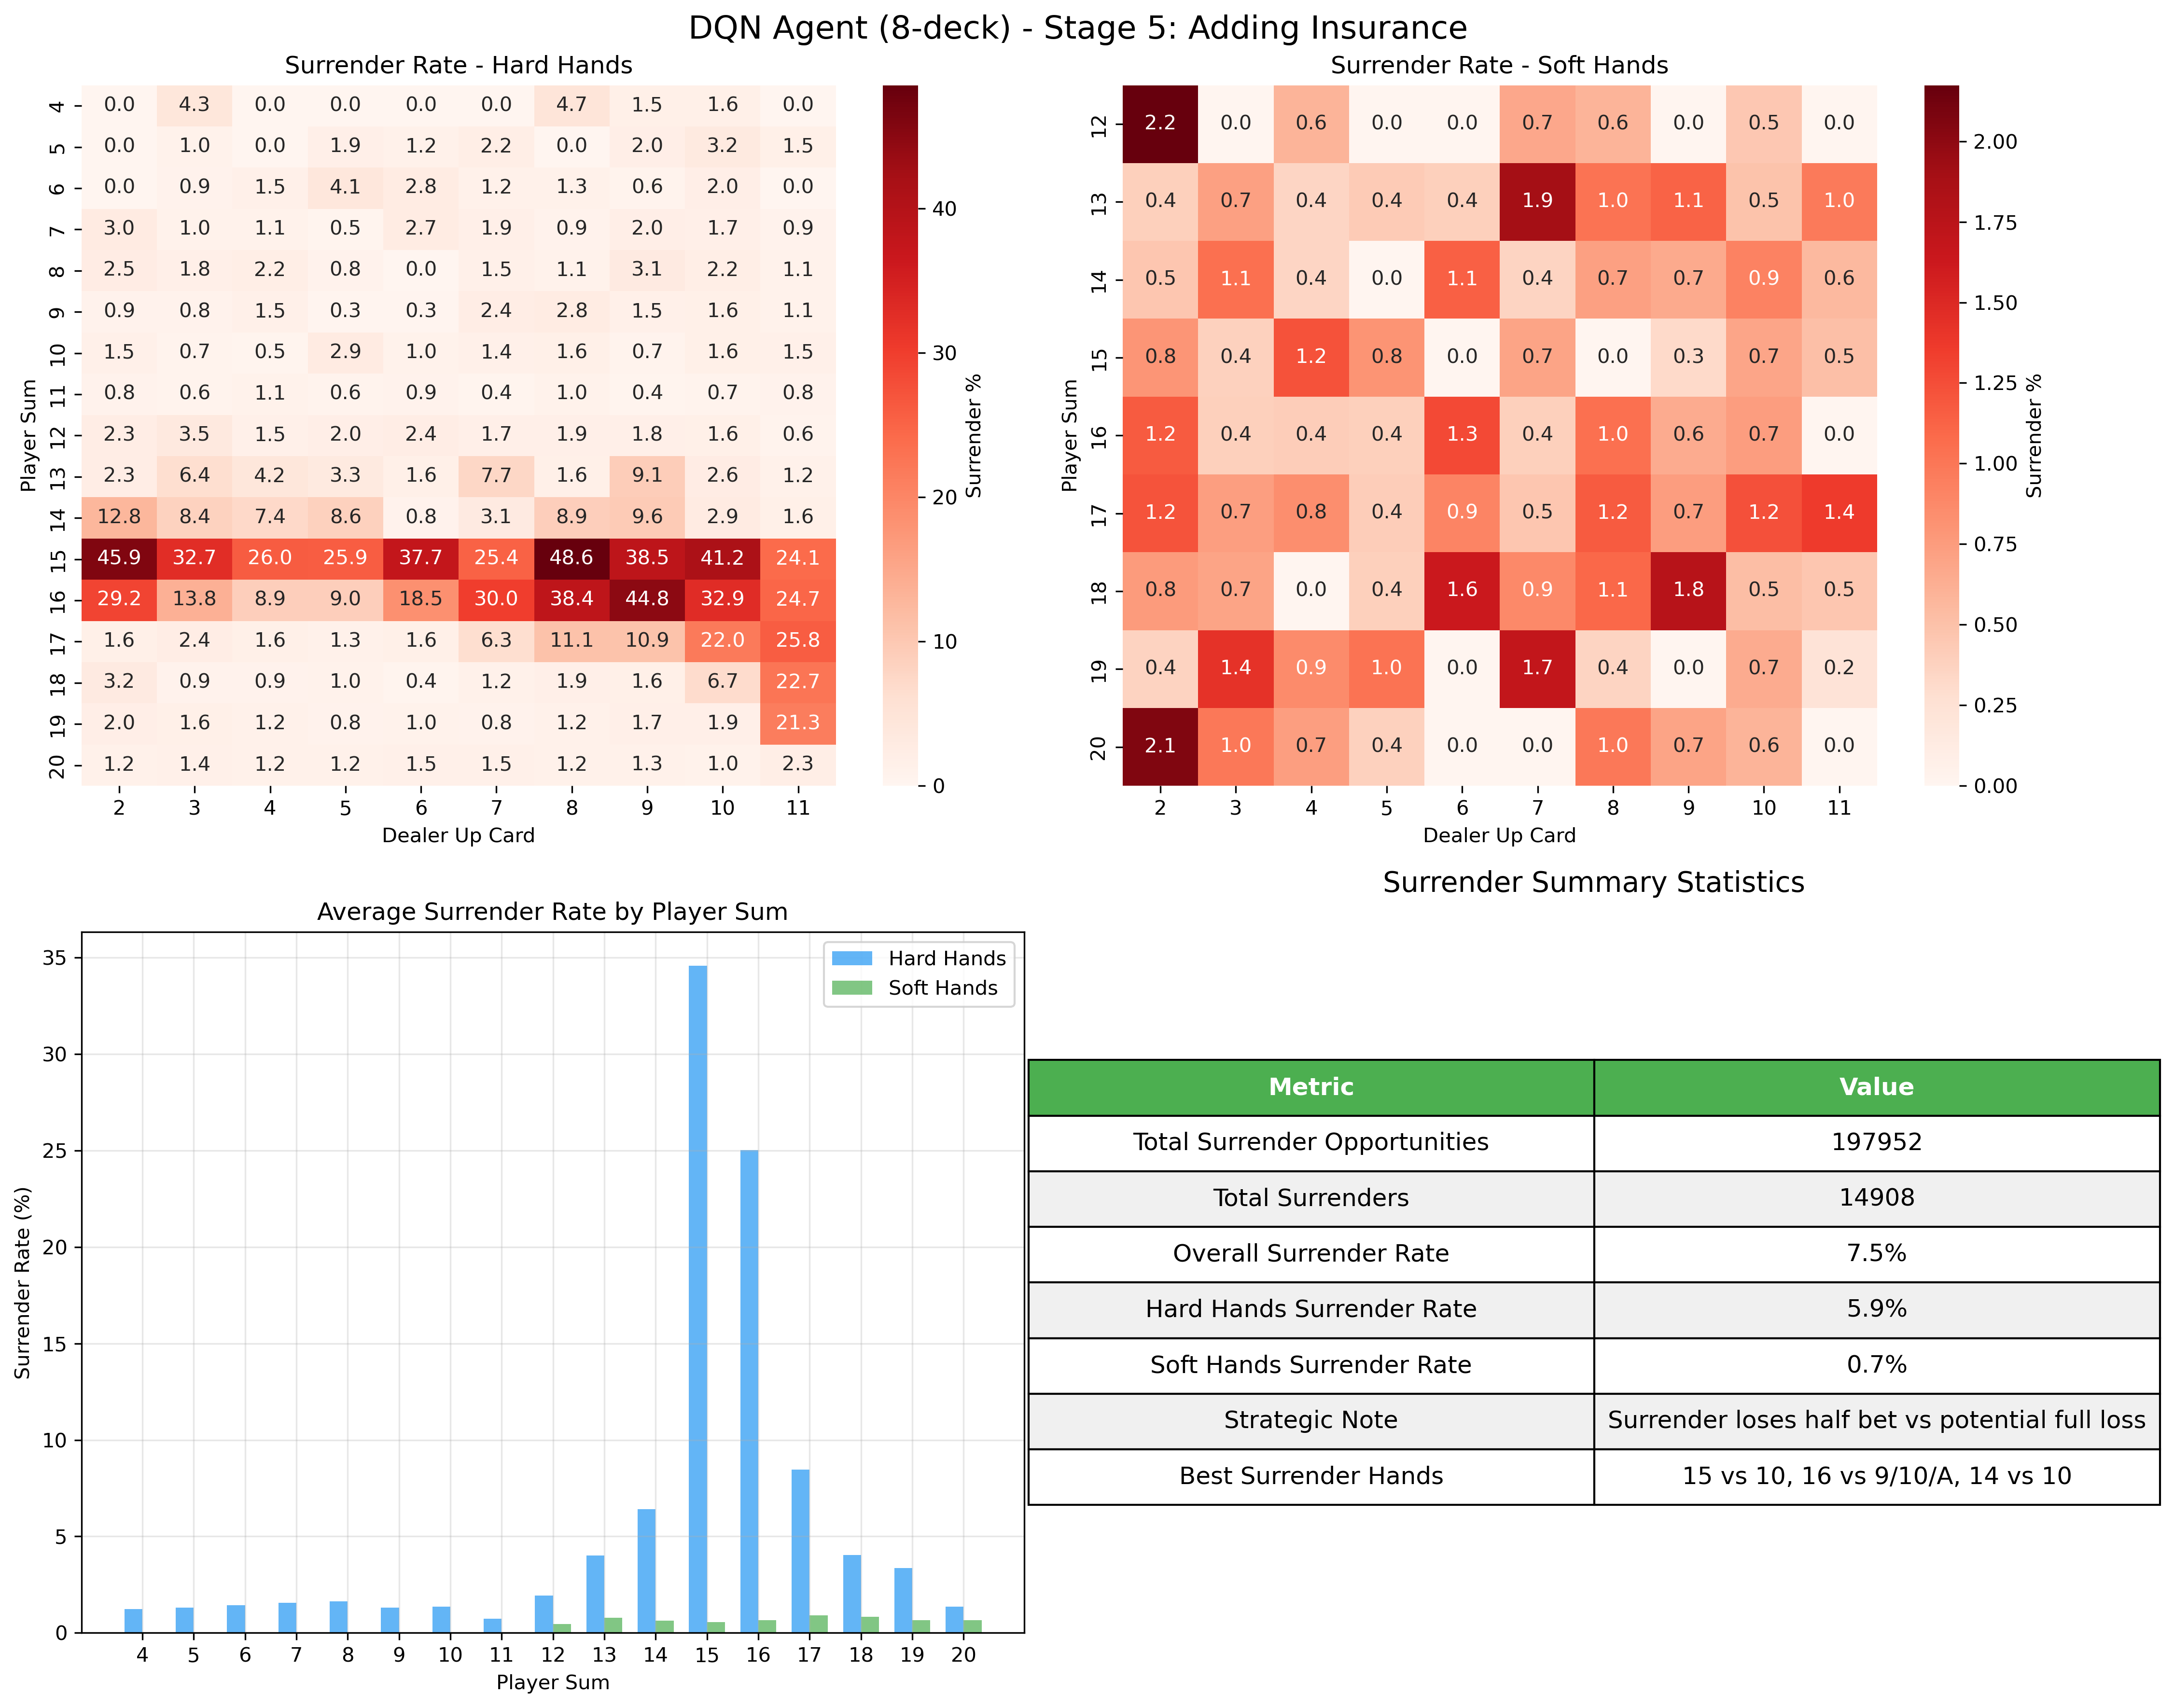 DQN Agent (8-deck) - Stage 5: Adding Insurance
Surrender Rate - Hard Hands
Player Sum
4 0.0 4.3 0.0 0.0 0.0 0.0 4.7 1.5 1.6 0.0
5 0.0 1.0 0.0 1.9 1.2 2.2 0.0 2.0 3.2 1.5
6 0.0 0.9 1.5 4.1 2.8 1.2 1.3 0.6 2.0 0.0
7 3.0 1.0 1.1 0.5 2.7 1.9 0.9 2.0 1.7 0.9
8 2.5 1.8 2.2 0.8 0.0 1.5 1.1 3.1 2.2 1.1
9 0.9 0.8 1.5 0.3 0.3 2.4 2.8 1.5 1.6 1.1
10 1.5 0.7 0.5 2.9 1.0 1.4 1.6 0.7 1.6 1.5
11 0.8 0.6 1.1 0.6 0.9 0.4 1.0 0.4 0.7 0.8
12 2.3 3.5 1.5 2.0 2.4 1.7 1.9 1.8 1.6 0.6
13 2.3 6.4 4.2 3.3 1.6 7.7 1.6 9.1 2.6 1.2
14 12.8 8.4 7.4 8.6 0.8 3.1 8.9 9.6 2.9 1.6
15 45.9 32.7 26.0 25.9 37.7 25.4 48.6 38.5 41.2 24.1
16 29.2 13.8 8.9 9.0 18.5 30.0 38.4 44.8 32.9 24.7
17 1.6 2.4 1.6 1.3 1.6 6.3 11.1 10.9 22.0 25.8
18 3.2 0.9 0.9 1.0 0.4 1.2 1.9 1.6 6.7 22.7
19 2.0 1.6 1.2 0.8 1.0 0.8 1.2 1.7 1.9 21.3
20 1.2 1.4 1.2 1.2 1.5 1.5 1.2 1.3 1.0 2.3
2 3 4 5 6 7 8 9 10 11
Dealer Up Card
40
30
20
10
0
Surrender %
Surrender Rate - Soft Hands
Player Sum
12 2.2 0.0 0.6 0.0 0.0 0.7 0.6 0.0 0.5 0.0
13 0.4 0.7 0.4 0.4 0.4 1.9 1.0 1.1 0.5 1.0
14 0.5 1.1 0.4 0.0 1.1 0.4 0.7 0.7 0.9 0.6
15 0.8 0.4 1.2 0.8 0.0 0.7 0.0 0.3 0.7 0.5
16 1.2 0.4 0.4 0.4 1.3 0.4 1.0 0.6 0.7 0.0
17 1.2 0.7 0.8 0.4 0.9 0.5 1.2 0.7 1.2 1.4
18 0.8 0.7 0.0 0.4 1.6 0.9 1.1 1.8 0.5 0.5
19 0.4 1.4 0.9 1.0 0.0 1.7 0.4 0.0 0.7 0.2
20 2.1 1.0 0.7 0.4 0.0 0.0 1.0 0.7 0.6 0.0
2 3 4 5 6 7 8 9 10 11
Dealer Up Card
2.00
1.75
1.50
1.25
1.00
0.75
0.50
0.25
0.00
Surrender %
Average Surrender Rate by Player Sum
Surrender Rate (%)
35
30
25
20
15
10
5
0
4 5 6 7 8 9 10 11 12 13 14 15 16 17 18 19 20
Player Sum
Hard Hands
Soft Hands
Surrender Summary Statistics
Metric Value
Total Surrender Opportunities 197952
Total Surrenders 14908
Overall Surrender Rate 7.5%
Hard Hands Surrender Rate 5.9%
Soft Hands Surrender Rate 0.7%
Strategic Note Surrender loses half bet vs potential full loss
Best Surrender Hands 15 vs 10, 16 vs 9/10/A, 14 vs 10